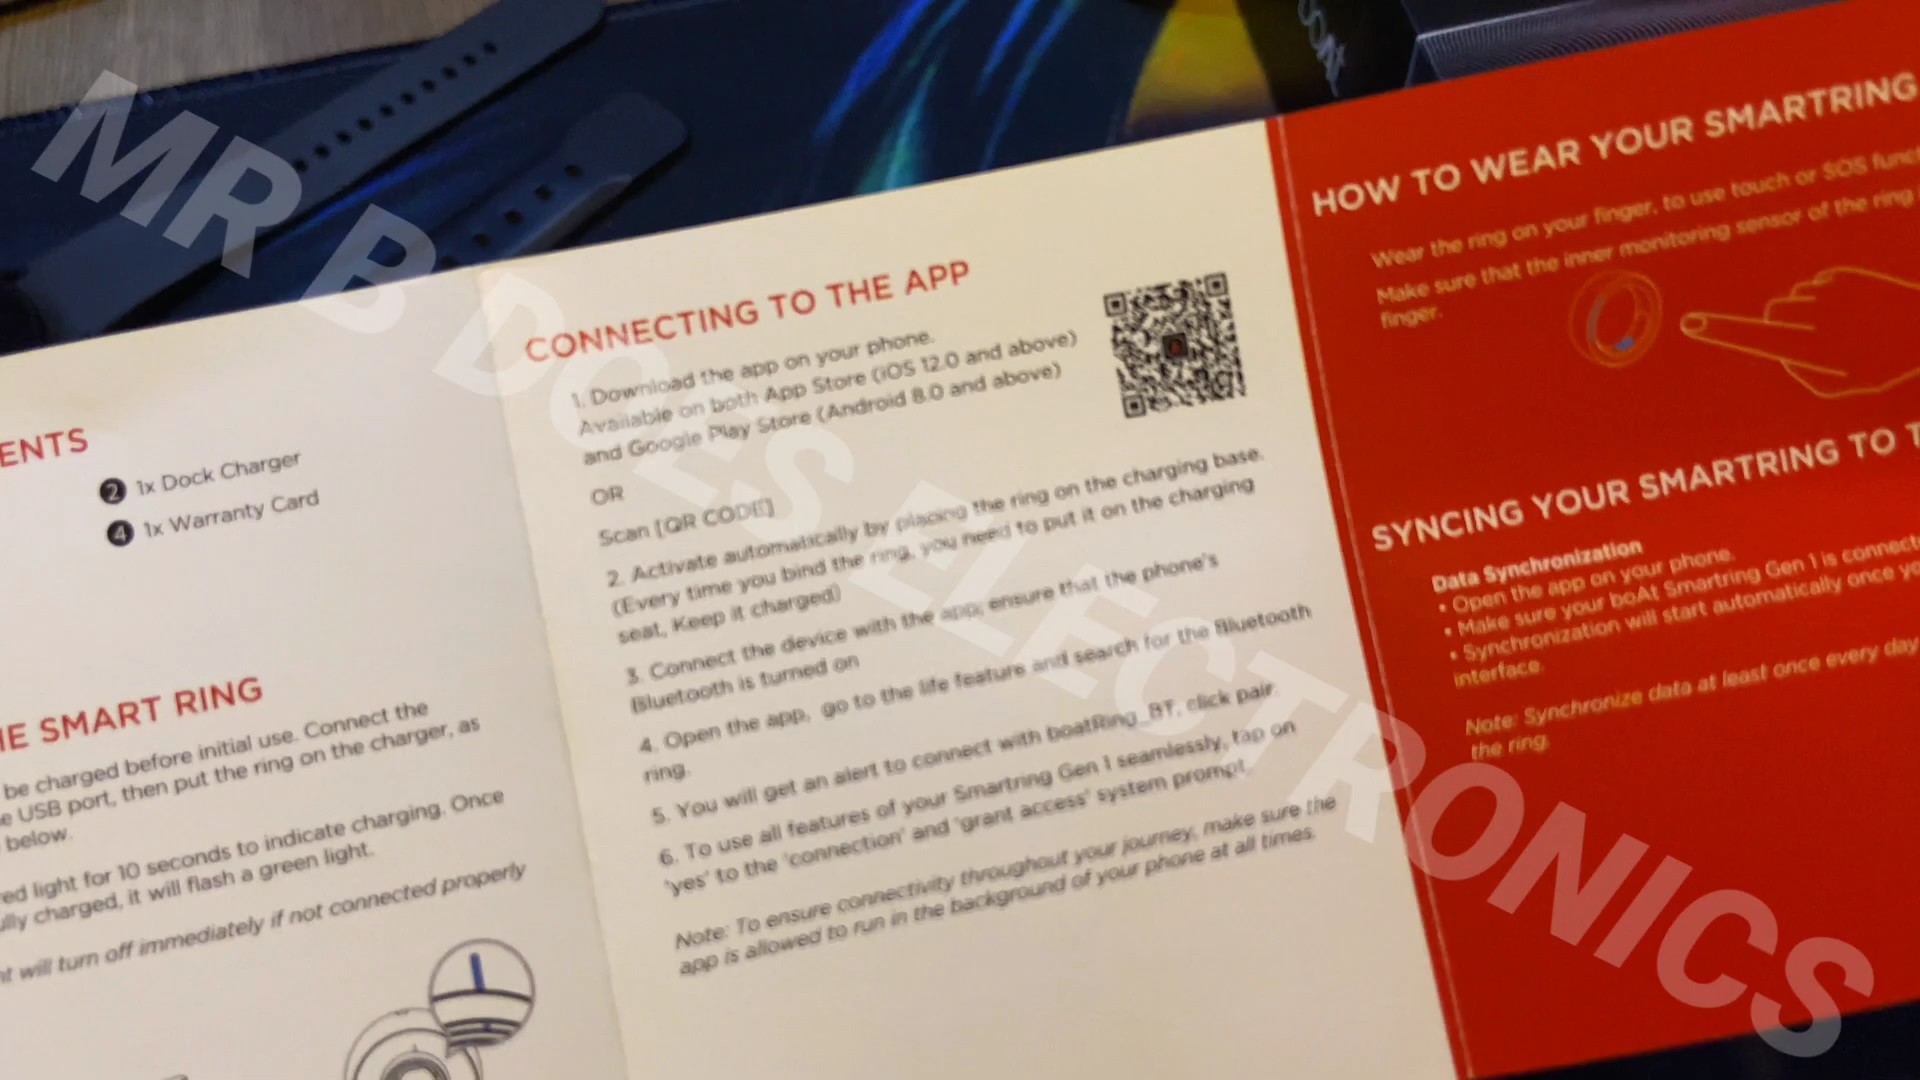 MR B DOES ELECTRONICS
ENTS
2 1x Dock Charger
4 1x Warranty Card
HE SMART RING
be charged before initial use. Connect the
e USB port, then put the ring on the charger, as
below.
red light for 10 seconds to indicate charging. Once
ully charged, it will flash a green light.
nt will turn off immediately if not connected properly
CONNECTING TO THE APP
1. Download the app on your phone.
Available on both App Store (iOS 12.0 and above)
and Google Play Store (Android 8.0 and above)
OR
Scan [QR CODE]
2. Activate automatically by placing the ring on the charging base.
(Every time you bind the ring, you need to put it on the charging
seat, Keep it charged)
3. Connect the device with the app, ensure that the phone's
Bluetooth is turned on
4. Open the app, go to the life feature and search for the Bluetooth
ring.
5. You will get an alert to connect with boatRing_BT, click pair.
6. To use all features of your Smartring Gen 1 seamlessly, tap on
'yes' to the 'connection' and 'grant access' system prompt.
Note: To ensure connectivity throughout your journey, make sure the
app is allowed to run in the background of your phone at all times.
HOW TO WEAR YOUR SMARTRING
Wear the ring on your finger, to use touch or SOS funct
Make sure that the inner monitoring sensor of the ring
finger.
SYNCING YOUR SMARTRING TO T
Data Synchronization
• Open the app on your phone.
• Make sure your boAt Smartring Gen 1 is connecte
• Synchronization will start automatically once yo
interface.
Note: Synchronize data at least once every day
the ring.